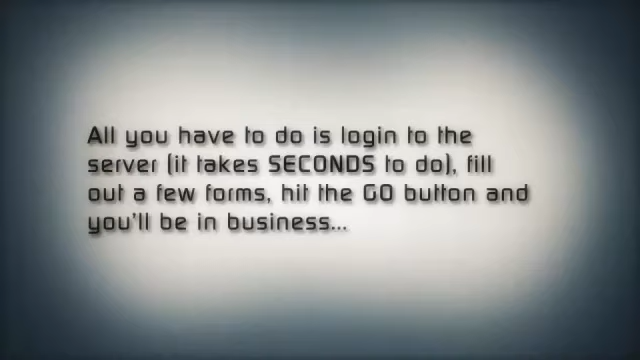 All you have to do is login to the
server (it takes SECONDS to do), fill
out a few forms, hit the GO button and
you'll be in business...